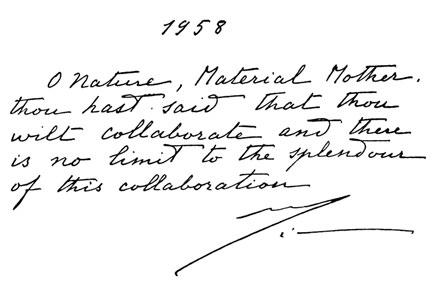 1958
O Nature, Material Mother.
thou hast said that thou
wilt collaborate and there
is no limit to the splendour
of this collaboration